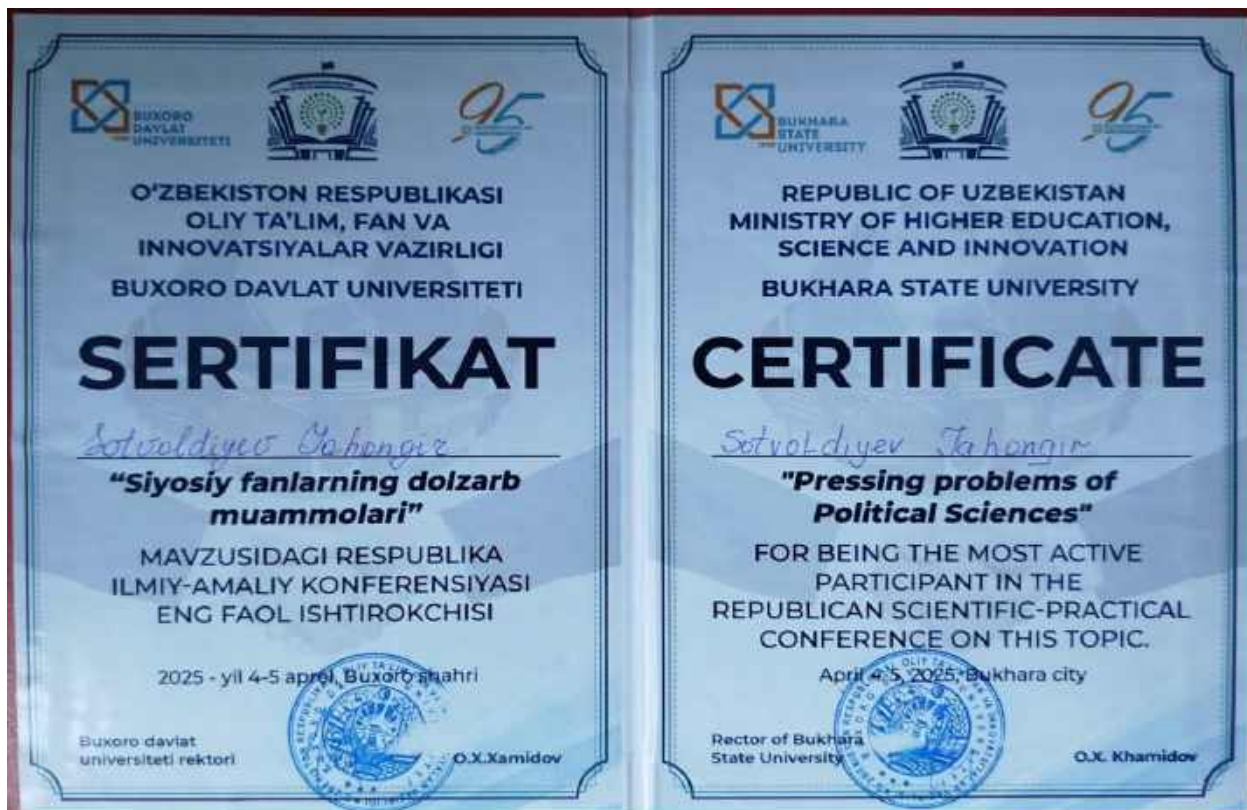 BUXORO
DAVLAT
UNIVERSITETI
95
O‘ZBEKISTON RESPUBLIKASI
OLIY TA’LIM, FAN VA
INNOVATSIYALAR VAZIRLIGI
BUXORO DAVLAT UNIVERSITETI
SERTIFIKAT
Sotvoldiyev Jahongir
“Siyosiy fanlarning dolzarb
muammolari”
MAVZUSIDAGI RESPUBLIKA
ILMIY-AMALIY KONFERENSIYASI
ENG FAOL ISHTIROKCHISI
2025 - yil 4-5 aprel, Buxoro shahri
Buxoro davlat
universiteti rektori
O.X.Xamidov
BUKHARA
STATE
UNIVERSITY
95
REPUBLIC OF UZBEKISTAN
MINISTRY OF HIGHER EDUCATION,
SCIENCE AND INNOVATION
BUKHARA STATE UNIVERSITY
CERTIFICATE
Sotvoldiyev Jahongir
"Pressing problems of
Political Sciences"
FOR BEING THE MOST ACTIVE
PARTICIPANT IN THE
REPUBLICAN SCIENTIFIC-PRACTICAL
CONFERENCE ON THIS TOPIC.
April 4-5, 2025, Bukhara city
Rector of Bukhara
State University
O.X. Khamidov